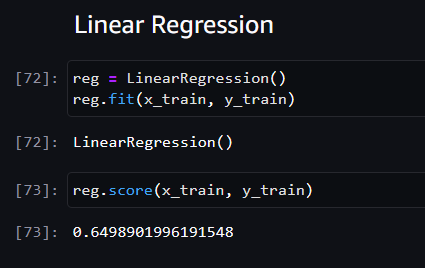 Linear Regression
[72]: reg = LinearRegression()
reg.fit(x_train, y_train)
[72]: LinearRegression()
[73]: reg.score(x_train, y_train)
[73]: 0.6498901996191548